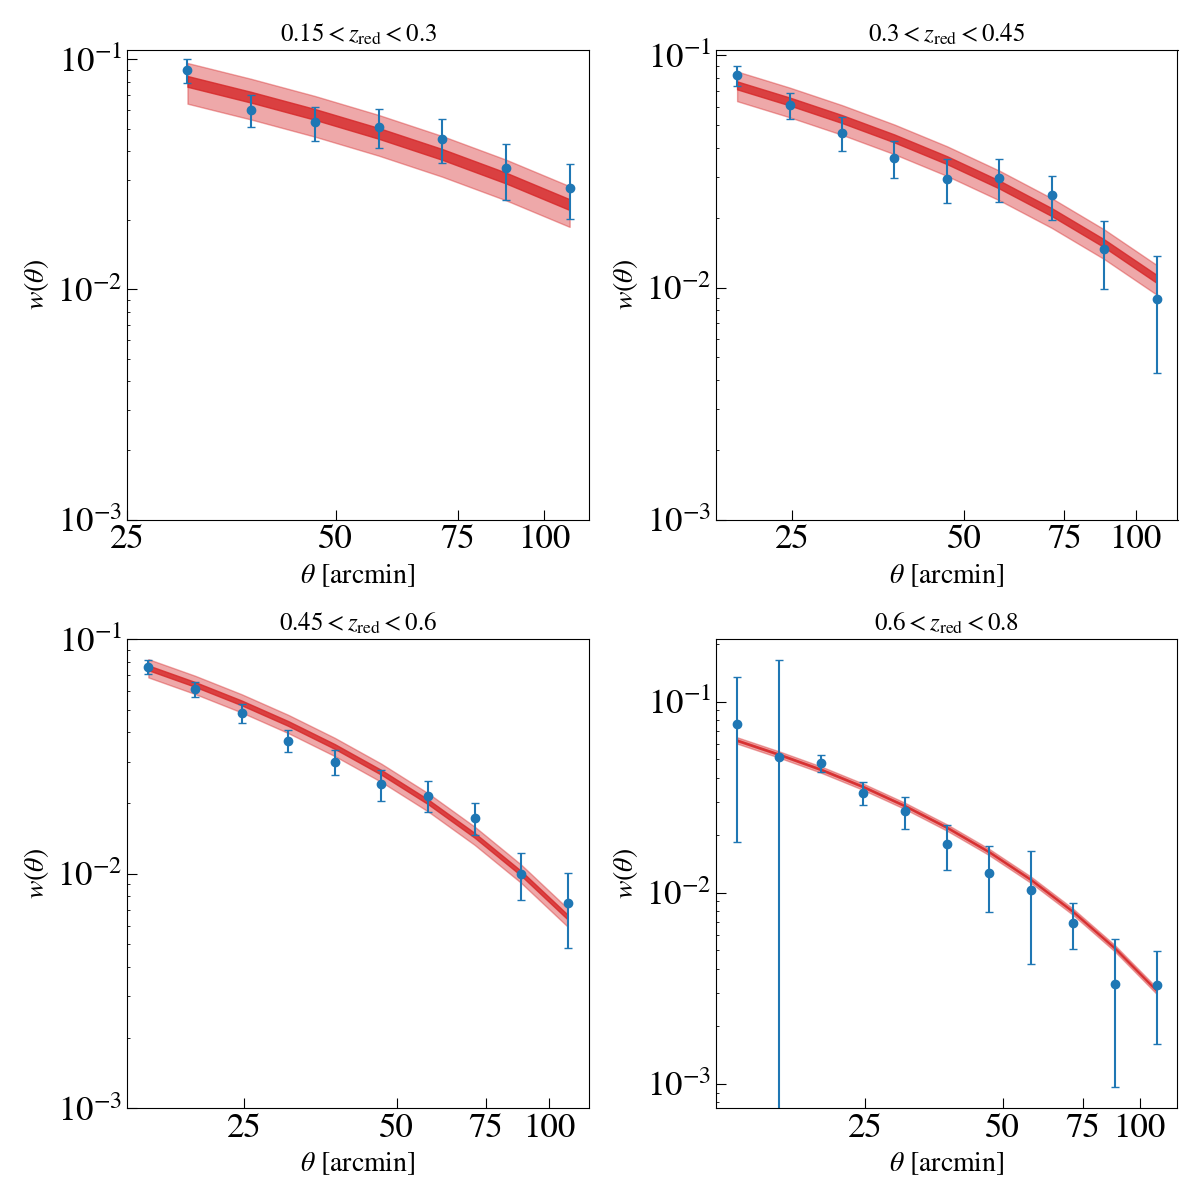 0.15 < z_red < 0.3
10⁻¹
10⁻²
10⁻³
w(θ)
25 50 75 100
θ [arcmin]
0.3 < z_red < 0.45
10⁻¹
10⁻²
10⁻³
w(θ)
25 50 75 100
θ [arcmin]
0.45 < z_red < 0.6
10⁻¹
10⁻²
10⁻³
w(θ)
25 50 75 100
θ [arcmin]
0.6 < z_red < 0.8
10⁻¹
10⁻²
10⁻³
w(θ)
25 50 75 100
θ [arcmin]